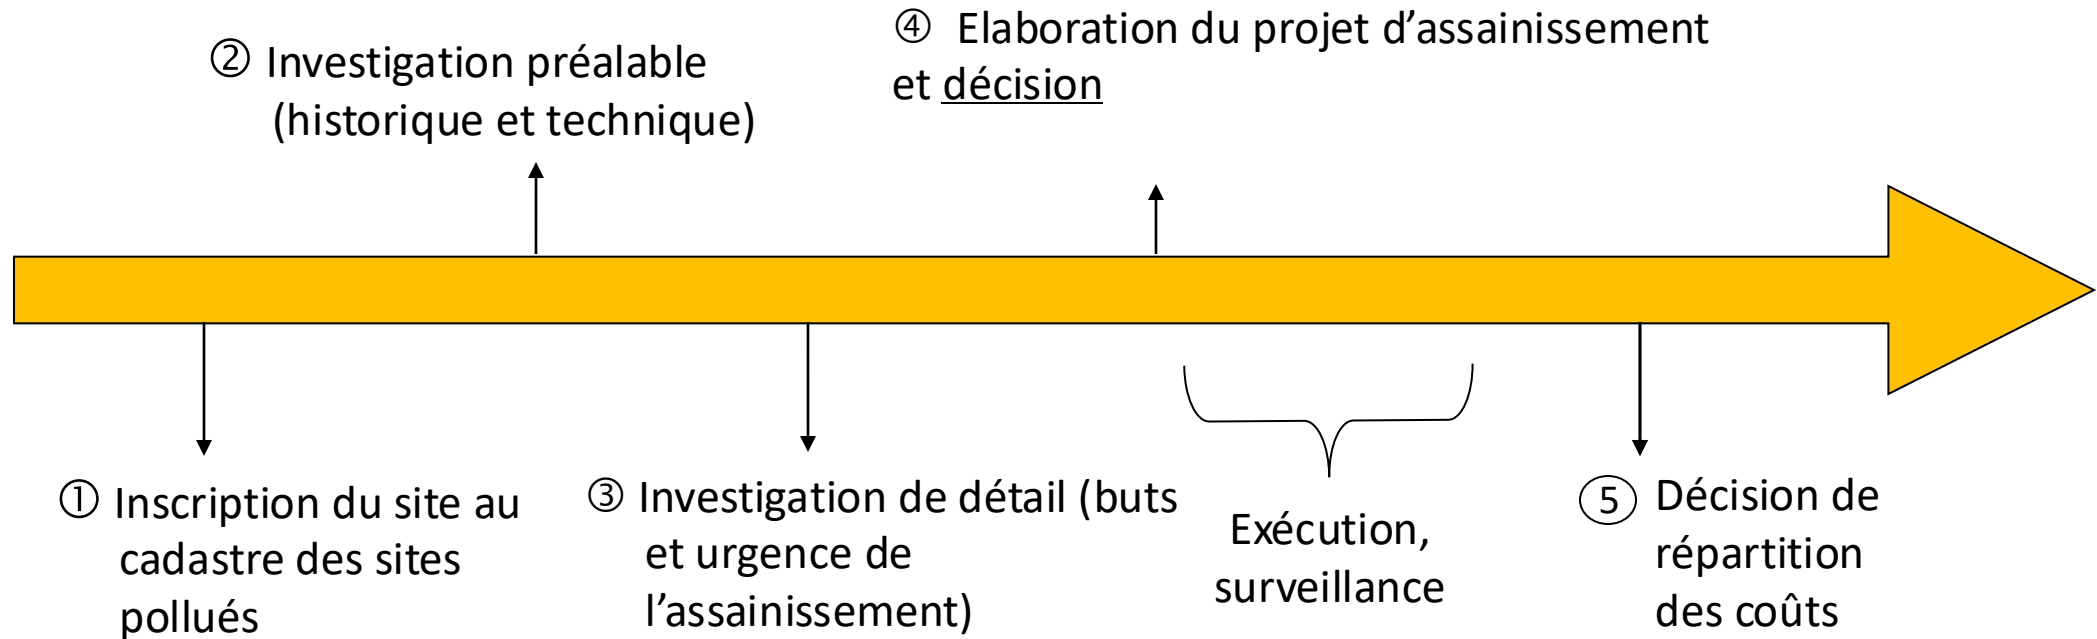 ② Investigation préalable
(historique et technique)
④ Elaboration du projet d’assainissement
et décision
① Inscription du site au
cadastre des sites
pollués
③ Investigation de détail (buts
et urgence de
l’assainissement)
Exécution,
surveillance
⑤ Décision de
répartition
des coûts